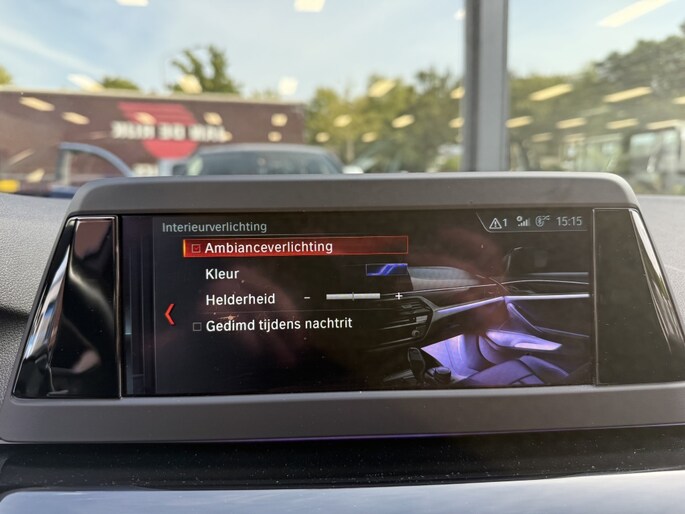 Interieurverlichting
1
15:15
Ambianceverlichting
Kleur
Helderheid - +
Gedimd tijdens nachtrit